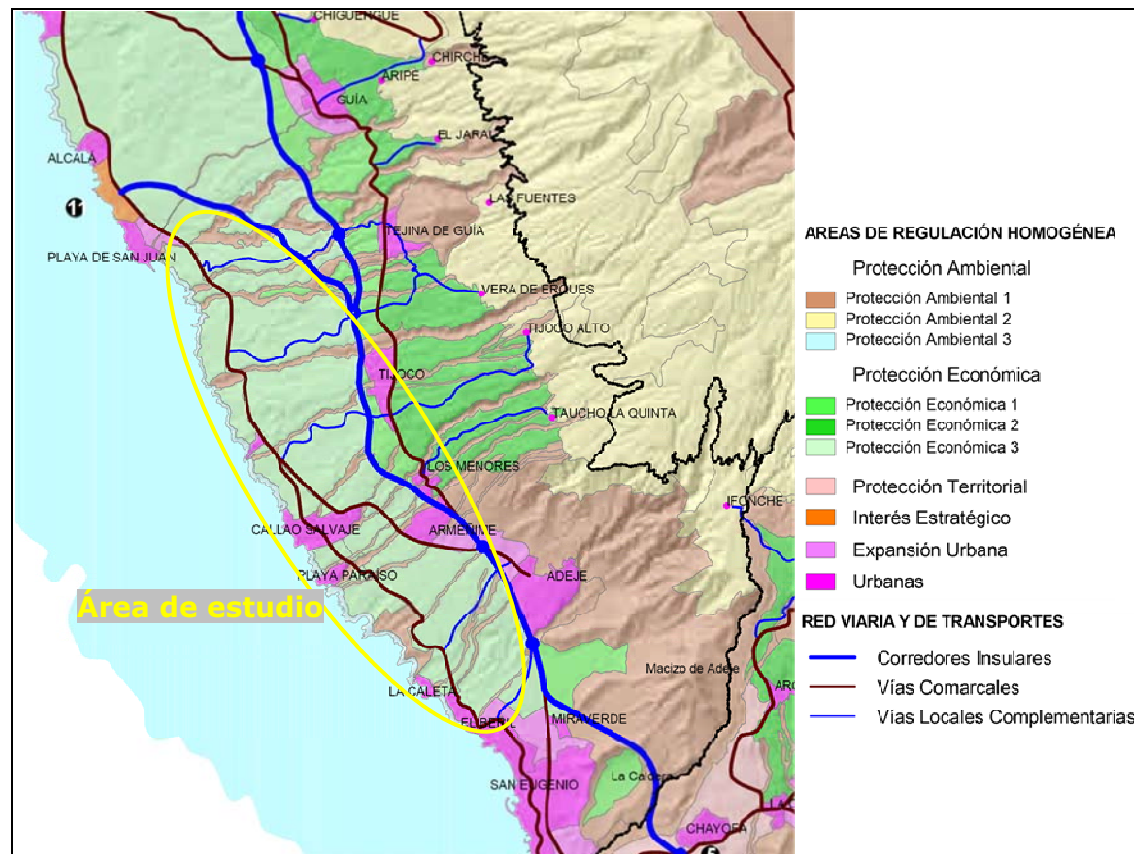 CHIGUERGUE
CHIRCHE
ARIPE
GUÍA
EL JARAL
ALCALÁ
LAS FUENTES
TEJINA DE GUÍA
PLAYA DE SAN JUAN
VERA DE ERQUES
TIJOCO ALTO
TIJOCO
TAUCHO LA QUINTA
LOS MENORES
IFONCHE
CALLAO SALVAJE
ARMEÑIME
PLAYA PARAÍSO
ADEJE
Área de estudio
Macizo de Adeje
LA CALETA
EL BERIL
MIRAVERDE
SAN EUGENIO
La Caldera
CHAYOFA
AREAS DE REGULACIÓN HOMOGÉNEA
Protección Ambiental
Protección Ambiental 1
Protección Ambiental 2
Protección Ambiental 3
Protección Económica
Protección Económica 1
Protección Económica 2
Protección Económica 3
Protección Territorial
Interés Estratégico
Expansión Urbana
Urbanas
RED VIARIA Y DE TRANSPORTES
Corredores Insulares
Vías Comarcales
Vías Locales Complementarias